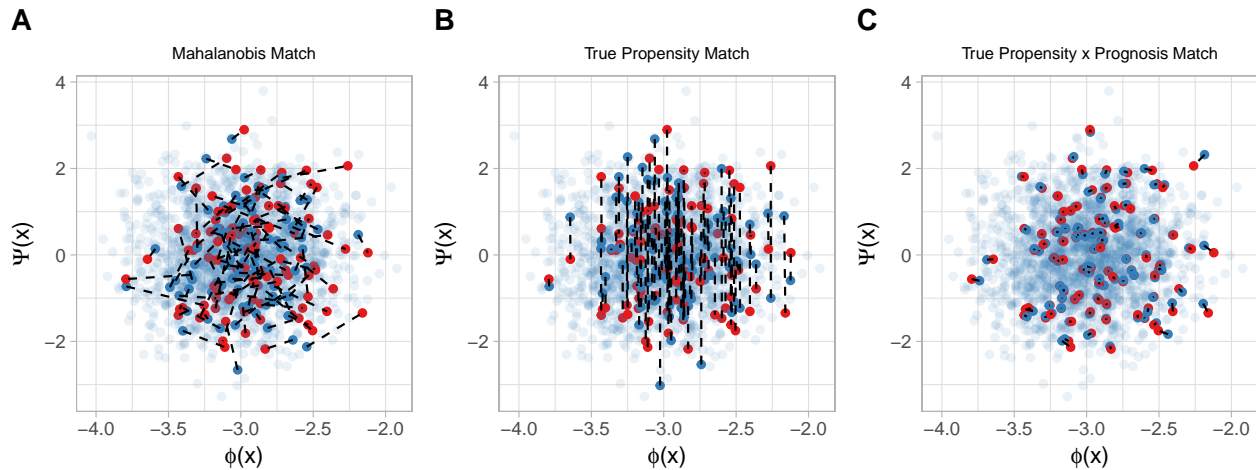 A B C
Mahalanobis Match True Propensity Match True Propensity x Prognosis Match
4 4 4
2 2 2
Ψ(x) 0 Ψ(x) 0 Ψ(x) 0
−2 −2 −2
−4.0 −3.5 −3.0 −2.5 −2.0 −4.0 −3.5 −3.0 −2.5 −2.0 −4.0 −3.5 −3.0 −2.5 −2.0
ϕ(x) ϕ(x) ϕ(x)